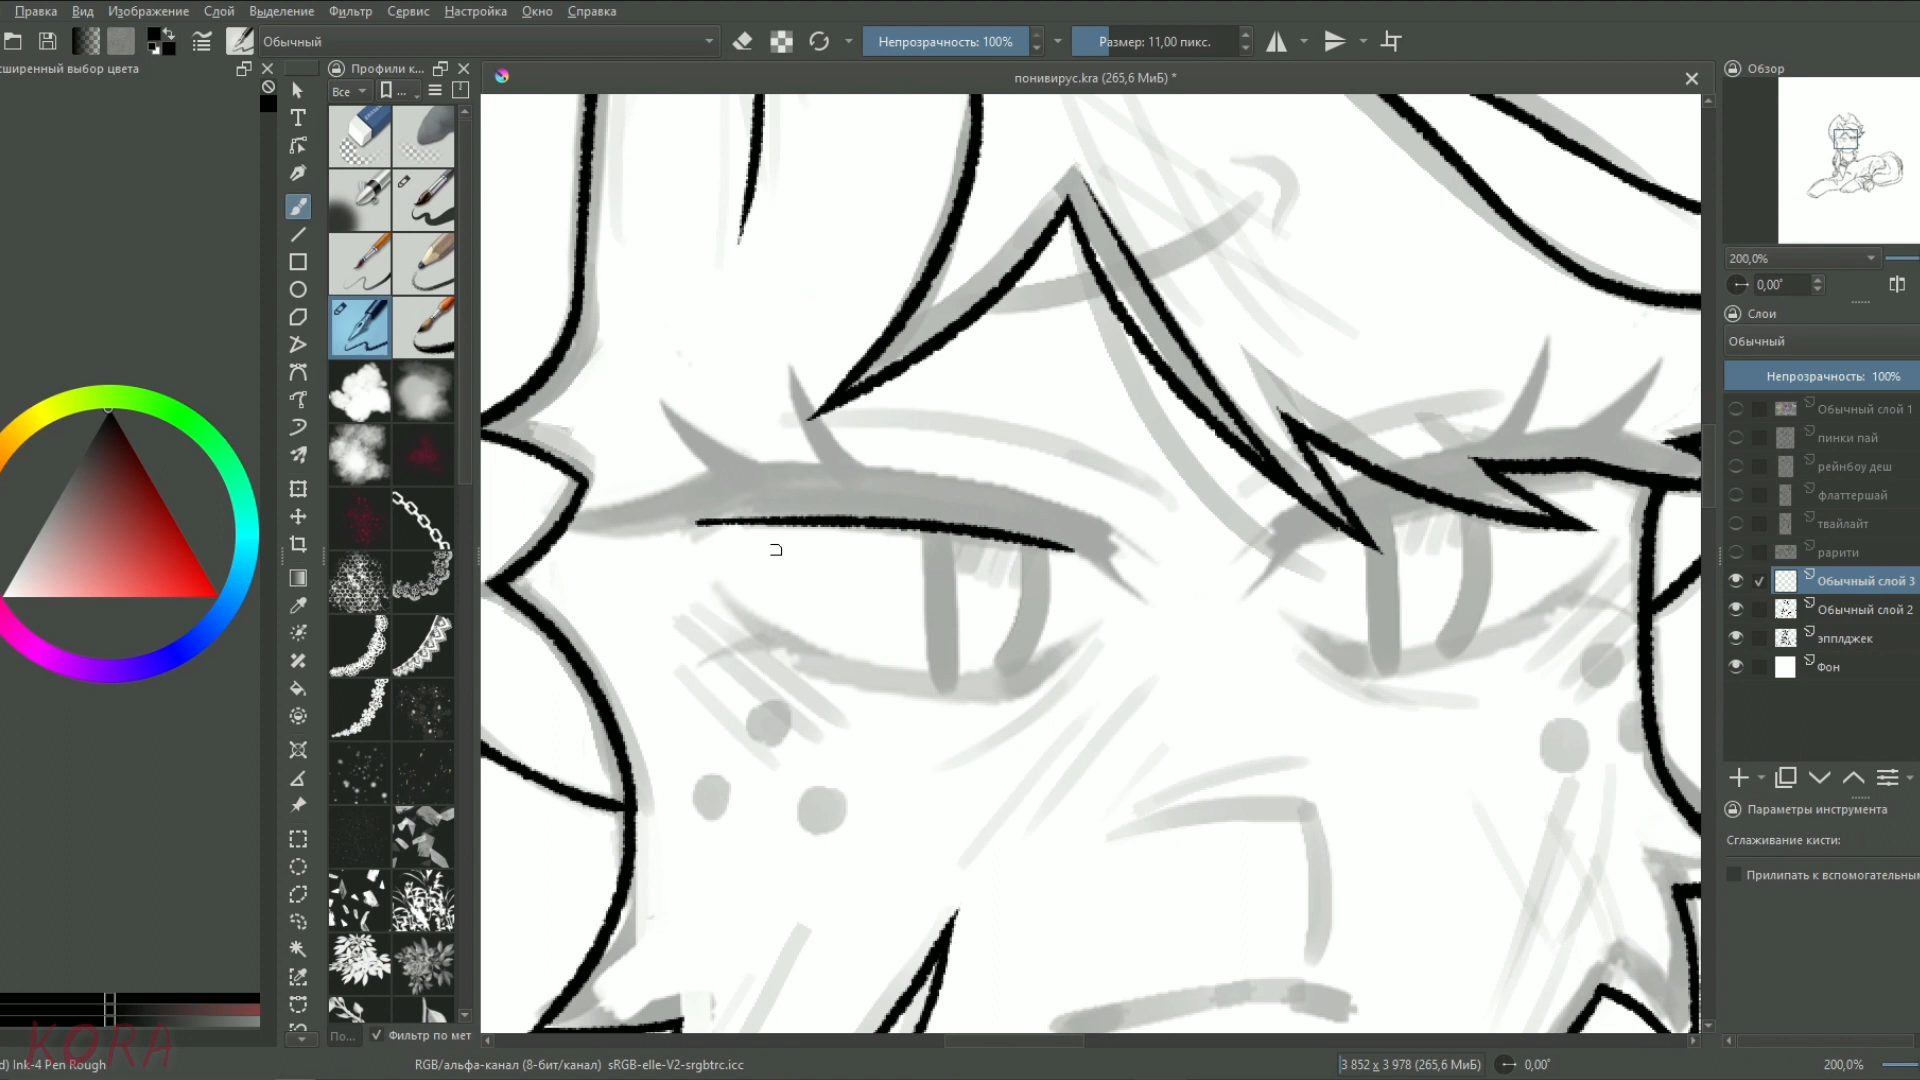 Правка Вид Изображение Слой Выделение Фильтр Сервис Настройка Окно Справка
Обычный
Непрозрачность: 100%
Размер: 11,00 пикс.
сширенный выбор цвета
Профили к...
Все
...
понивирус.kra (265,6 МиБ) *
Обзор
200,0%
0,00°
Слои
Обычный
Непрозрачность: 100%
Обычный слой 1
пинки пай
рейнбоу деш
флаттершай
твайлайт
рарити
Обычный слой 3
Обычный слой 2
эпплджек
Фон
Параметры инструмента
Сглаживание кисти:
Прилипать к вспомогательным
По...
Фильтр по мет
KORA
d) Ink-4 Pen Rough
RGB/альфа-канал (8-бит/канал) sRGB-elle-V2-srgbtrc.icc
3 852 x 3 978 (265,6 МиБ)
0,00°
200,0%